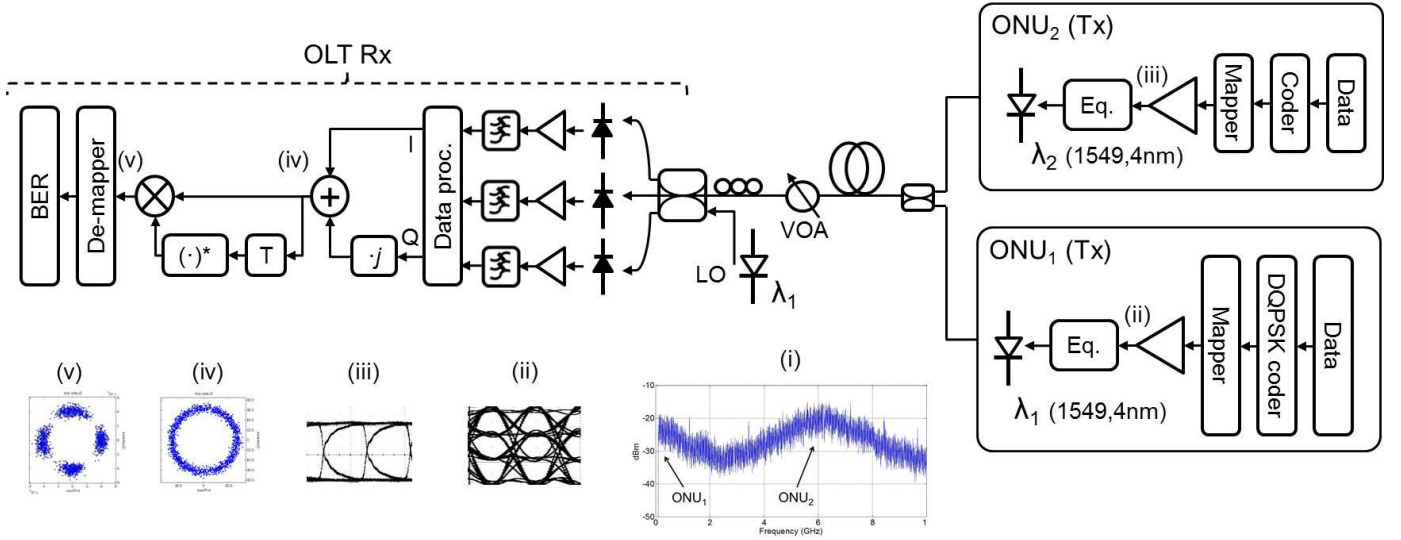 OLT Rx
BER
De-mapper
(v)
(·)*
T
(iv)
·j
I
Q
Data proc.
LO
λ1
VOA
ONU2 (Tx)
(iii)
Eq.
Mapper
Coder
Data
λ2 (1549,4nm)
ONU1 (Tx)
(ii)
Eq.
Mapper
DQPSK coder
Data
λ1 (1549,4nm)
(v)
(iv)
(iii)
(ii)
(i)
-10
-20
-30
-40
-50
dBm
ONU1
ONU2
0
2
4
6
8
1
Frequency (GHz)